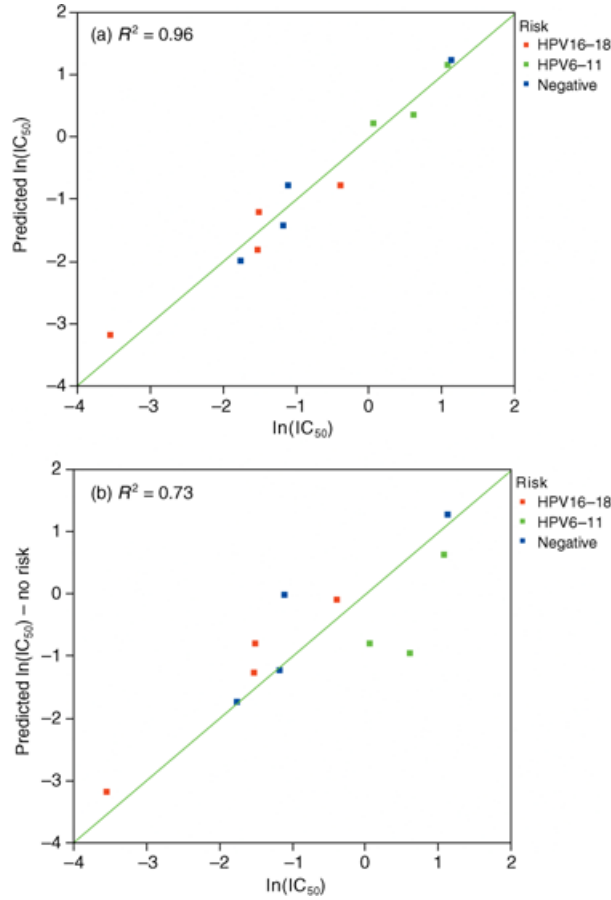 (a) R² = 0.96
Predicted ln(IC₅₀)
2
1
0
−1
−2
−3
−4
−4 −3 −2 −1 0 1 2
ln(IC₅₀)
Risk
HPV16–18
HPV6–11
Negative
(b) R² = 0.73
Predicted ln(IC₅₀) – no risk
2
1
0
−1
−2
−3
−4
−4 −3 −2 −1 0 1 2
ln(IC₅₀)
Risk
HPV16–18
HPV6–11
Negative